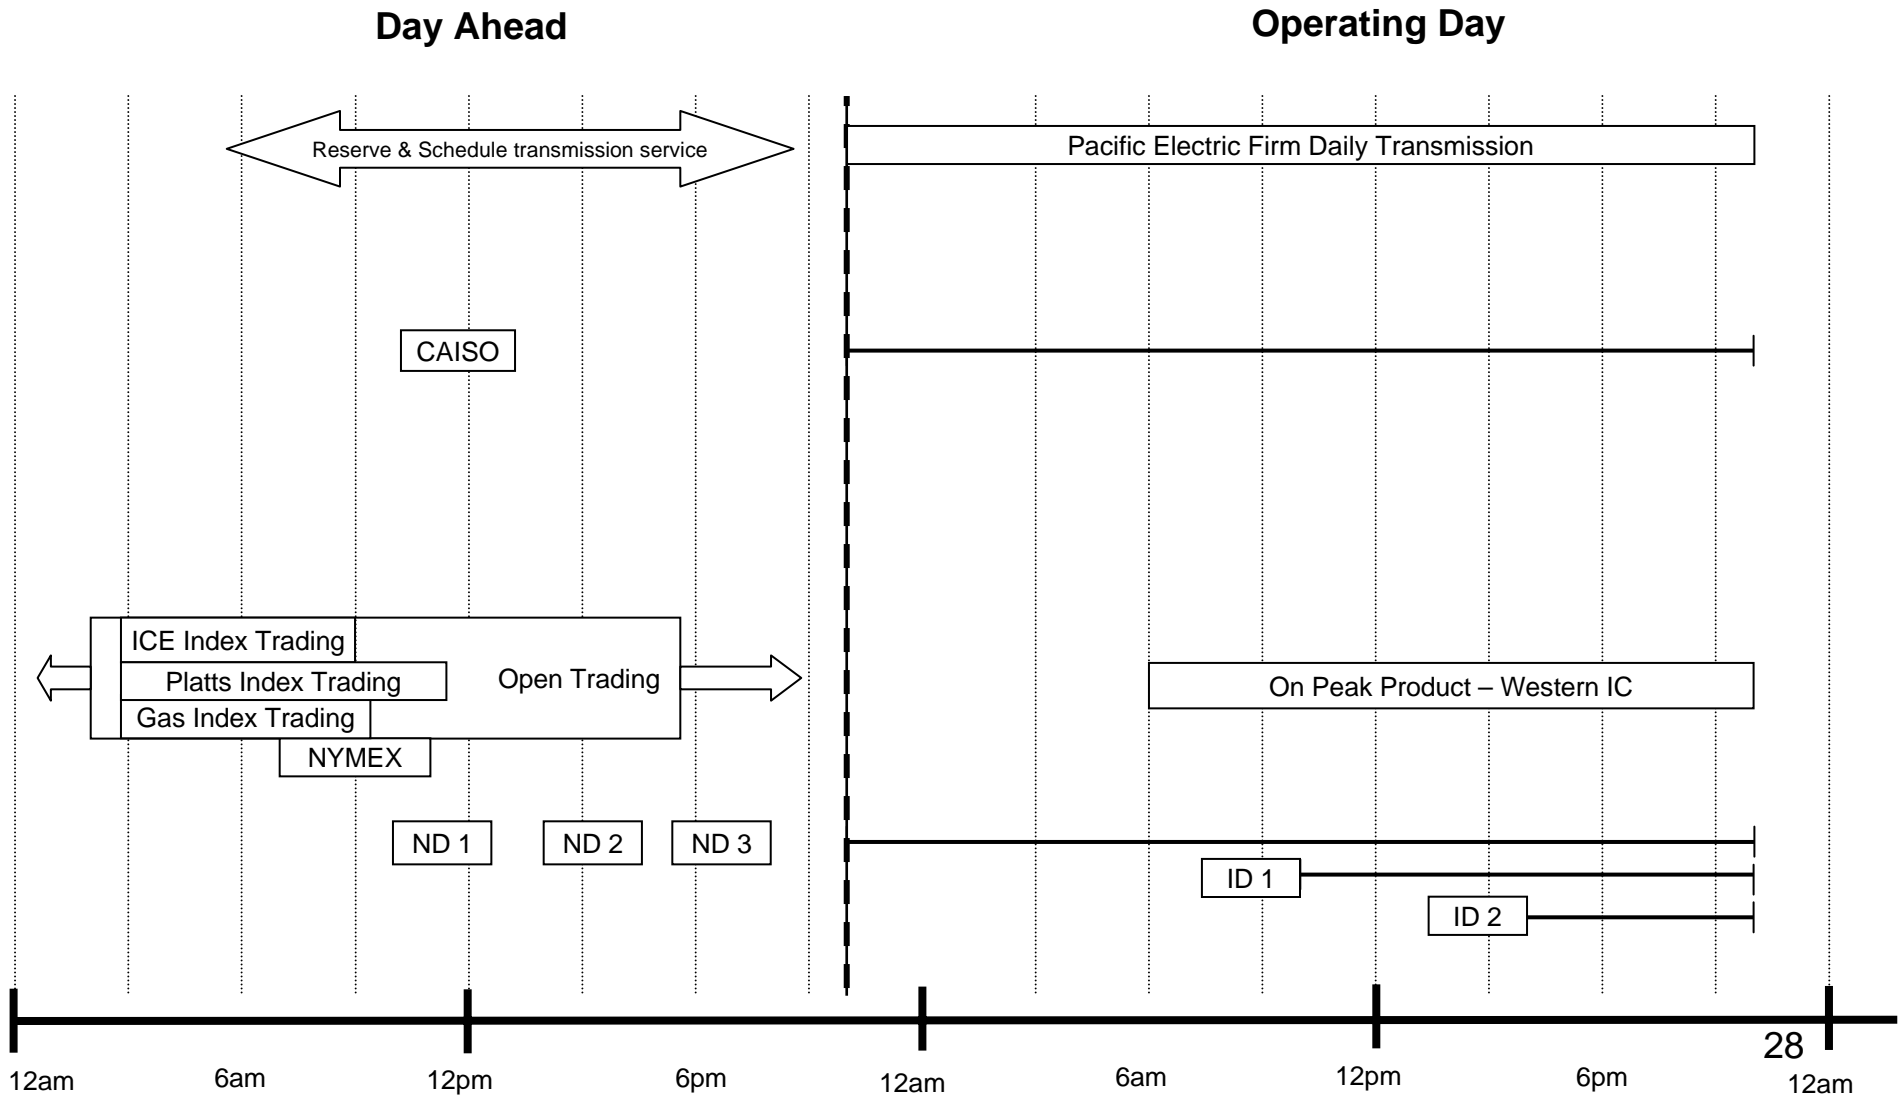 Day Ahead
Operating Day
Reserve & Schedule transmission service
Pacific Electric Firm Daily Transmission
CAISO
ICE Index Trading
Platts Index Trading
Open Trading
Gas Index Trading
NYMEX
On Peak Product – Western IC
ND 1
ND 2
ND 3
ID 1
ID 2
28
12am
6am
12pm
6pm
12am
6am
12pm
6pm
12am